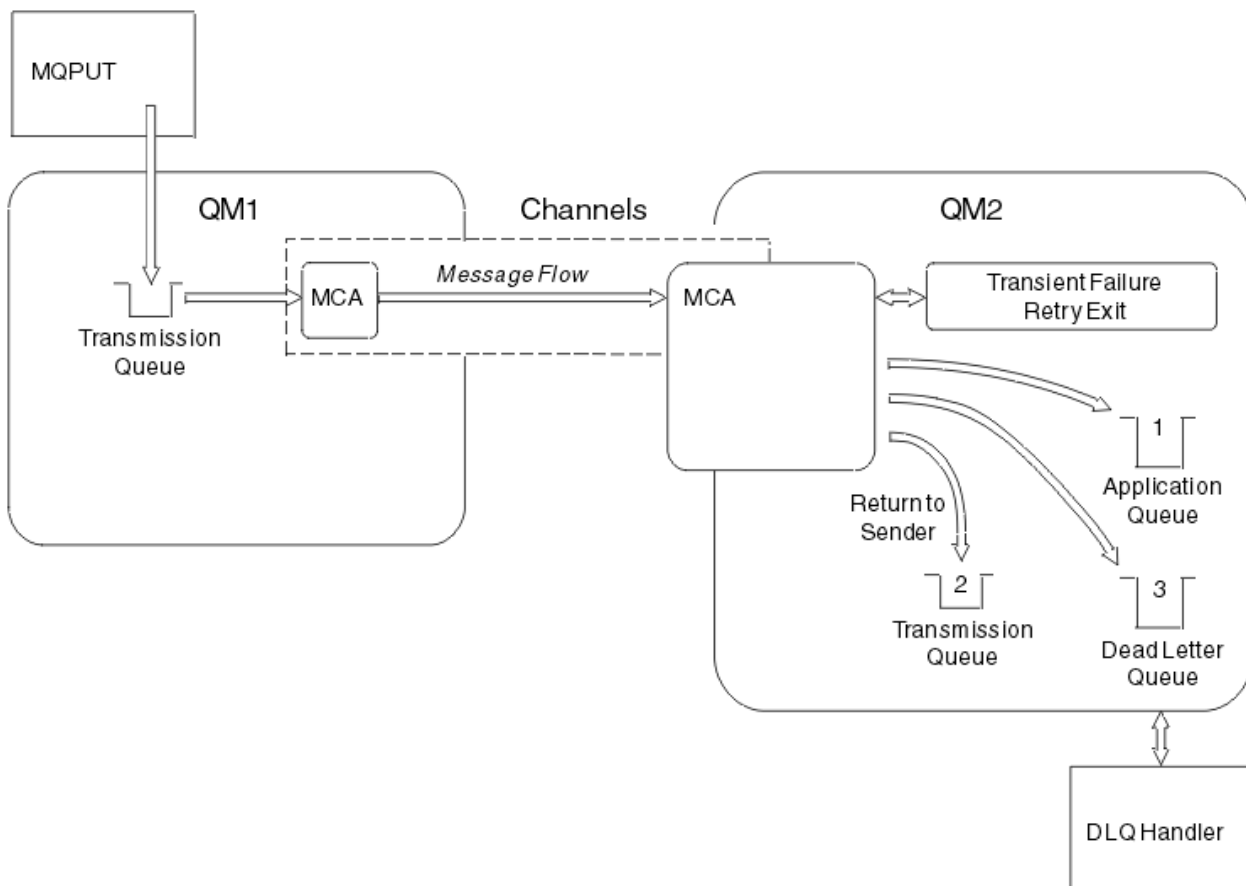 MQPUT
QM1
Channels
QM2
Message Flow
MCA
MCA
Transient Failure
Retry Exit
Transmission
Queue
1
Application
Queue
Return to
Sender
2
Transmission
Queue
3
Dead Letter
Queue
DLQ Handler